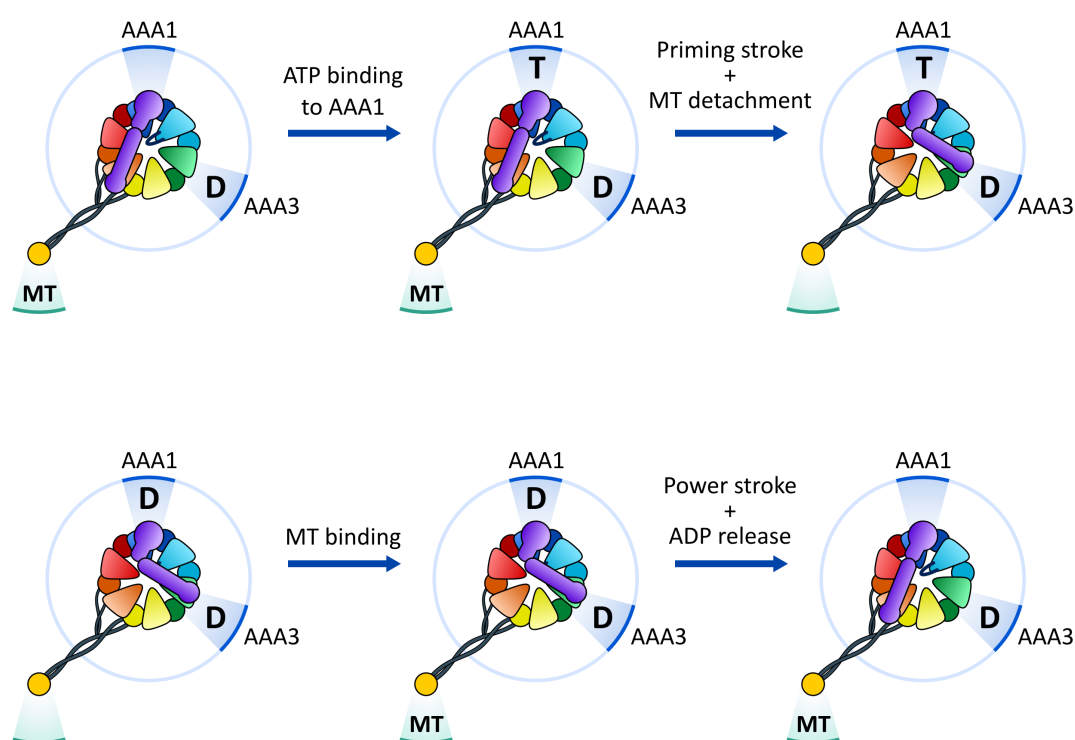 AAA1
AAA1
AAA1
ATP binding
to AAA1
Priming stroke
+
MT detachment
T
T
D
AAA3
D
AAA3
D
AAA3
MT
MT
AAA1
AAA1
AAA1
D
D
MT binding
Power stroke
+
ADP release
D
AAA3
D
AAA3
D
AAA3
MT
MT